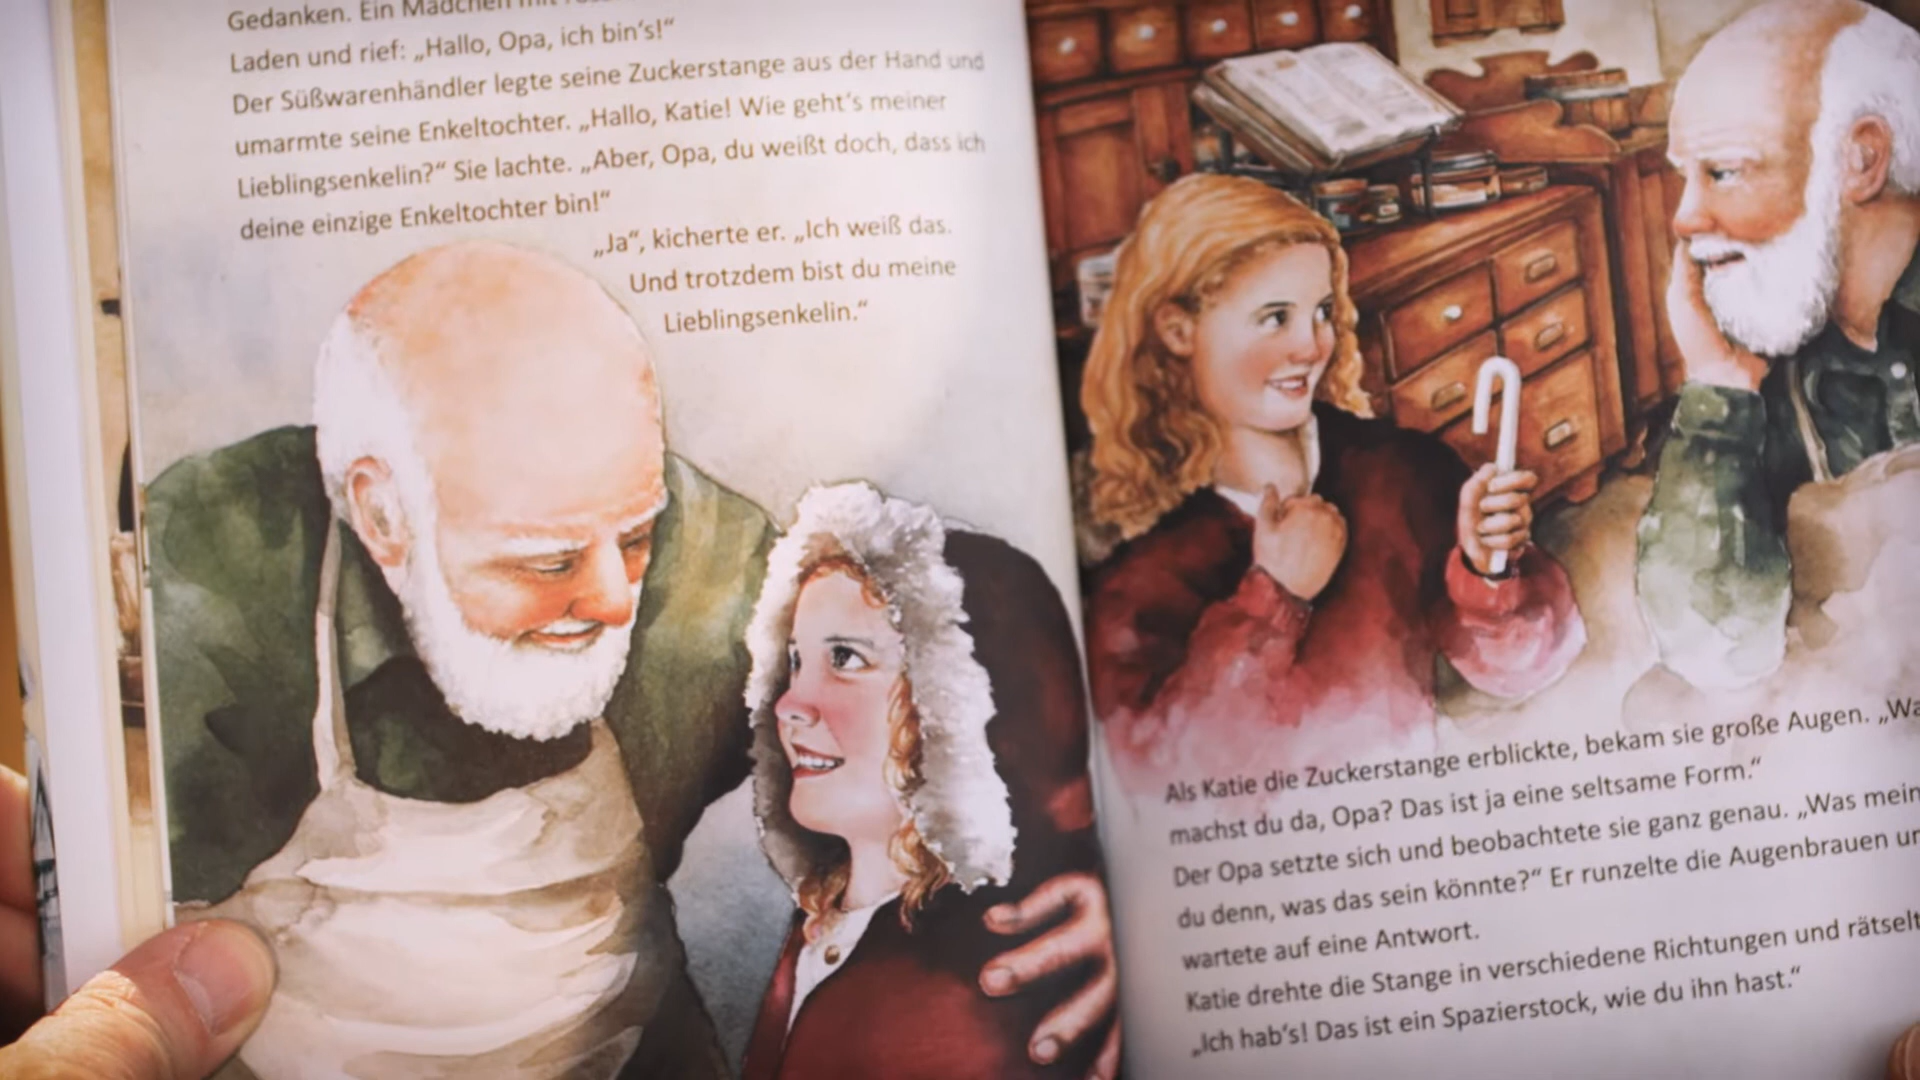 Gedanken. Ein Mädchen mit
Laden und rief: „Hallo, Opa, ich bin's!“
Der Süßwarenhändler legte seine Zuckerstange aus der Hand und
umarmte seine Enkeltochter. „Hallo, Katie! Wie geht's meiner
Lieblingsenkelin?“ Sie lachte. „Aber, Opa, du weißt doch, dass ich
deine einzige Enkeltochter bin!“
„Ja“, kicherte er. „Ich weiß das.
Und trotzdem bist du meine
Lieblingsenkelin.“
Als Katie die Zuckerstange erblickte, bekam sie große Augen.
machst du da, Opa? Das ist ja eine seltsame Form.“
Der Opa setzte sich und beobachtete sie ganz genau. „Was
du denn, was das sein könnte?“ Er runzelte die Augenbrauen
wartete auf eine Antwort.
Katie drehte die Stange in verschiedene Richtungen und
„Ich hab's! Das ist ein Spazierstock, wie du ihn hast.“